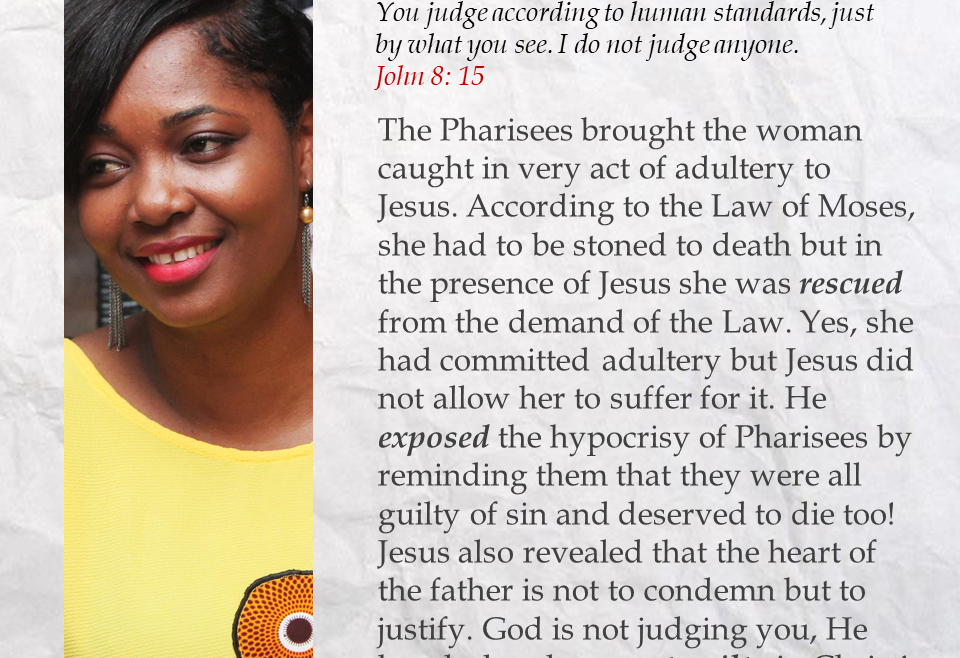 You judge according to human standards, just
by what you see. I do not judge anyone.
John 8: 15
The Pharisees brought the woman
caught in very act of adultery to
Jesus. According to the Law of Moses,
she had to be stoned to death but in
the presence of Jesus she was rescued
from the demand of the Law. Yes, she
had committed adultery but Jesus did
not allow her to suffer for it. He
exposed the hypocrisy of Pharisees by
reminding them that they were all
guilty of sin and deserved to die too!
Jesus also revealed that the heart of
the father is not to condemn but to
justify. God is not judging you, He